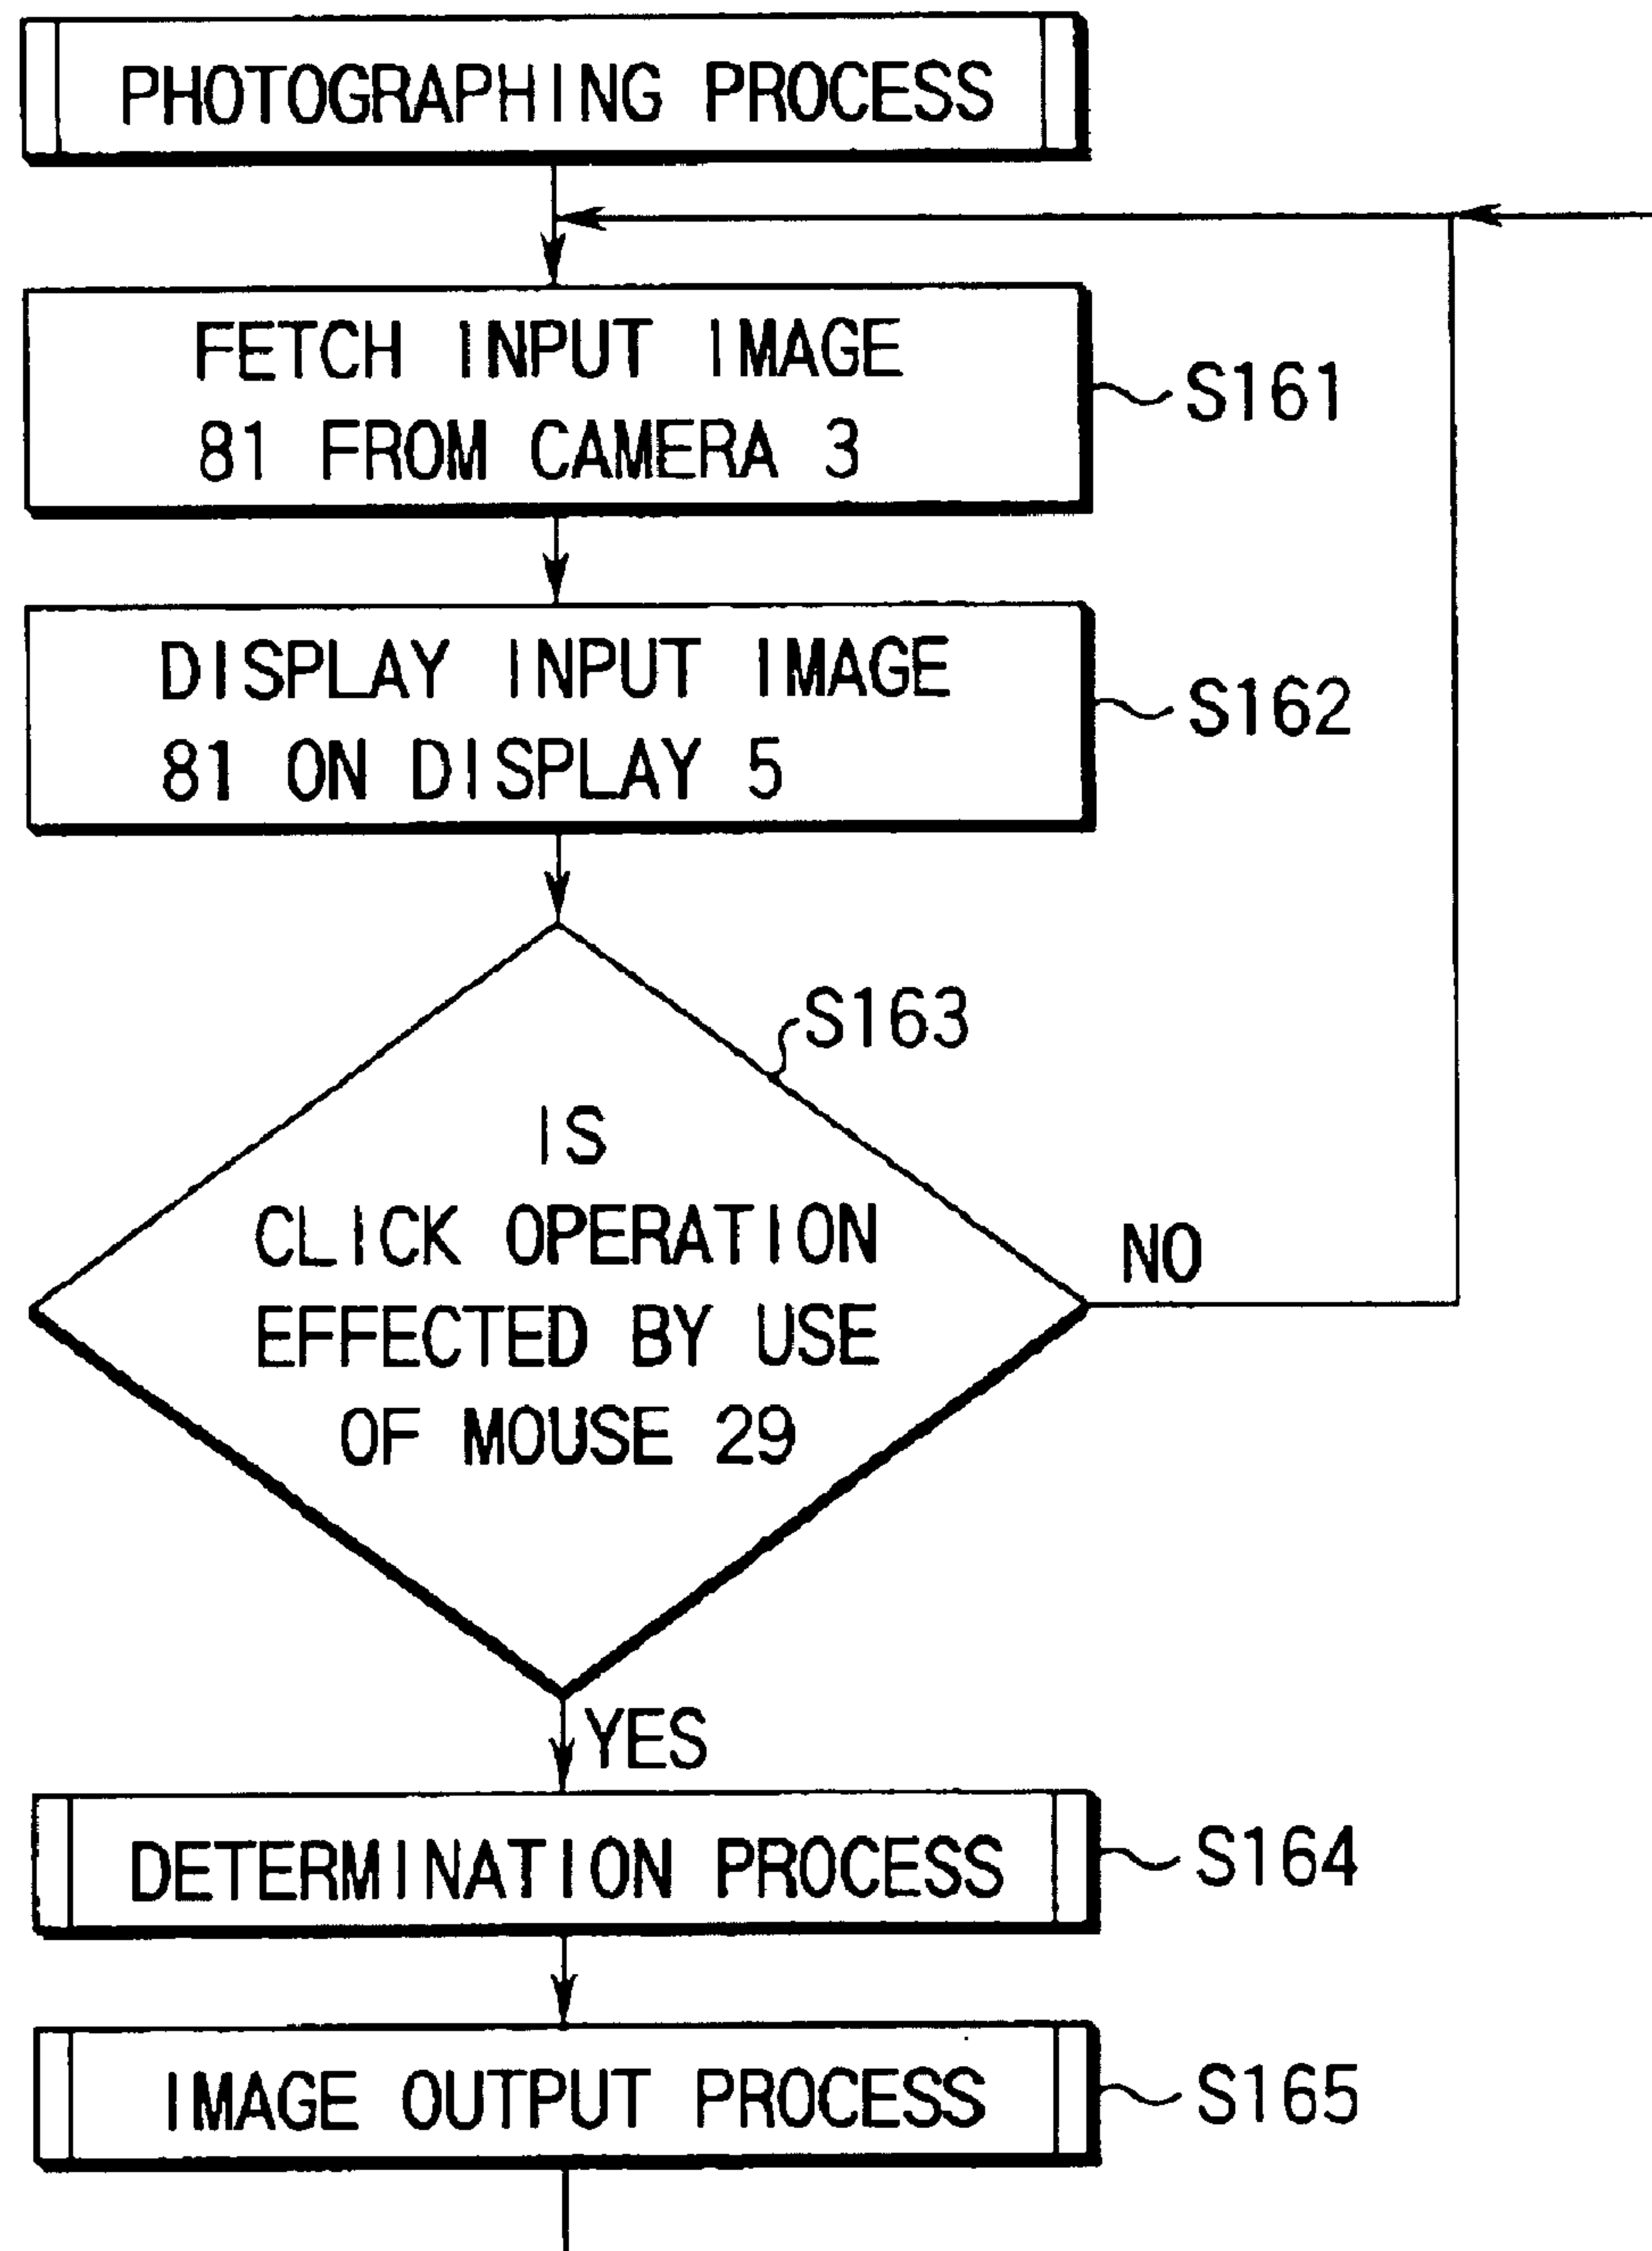 PHOTOGRAPHING PROCESS
FETCH INPUT IMAGE
81 FROM CAMERA 3
S161
DISPLAY INPUT IMAGE
81 ON DISPLAY 5
S162
S163
IS
CLICK OPERATION
EFFECTED BY USE
OF MOUSE 29
NO
YES
DETERMINATION PROCESS
S164
IMAGE OUTPUT PROCESS
S165